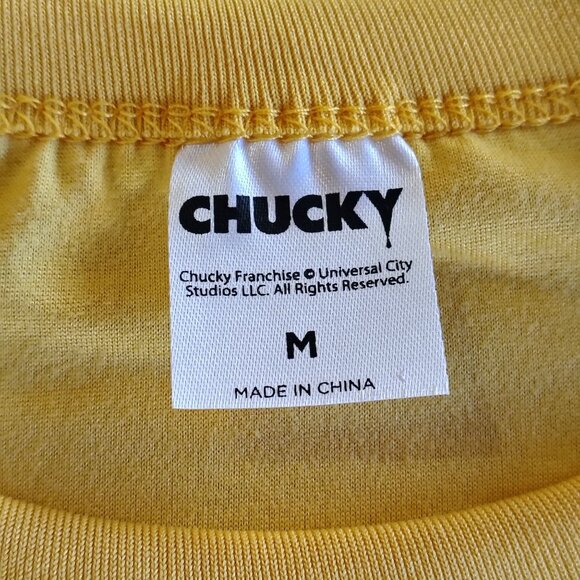 CHUCKY
Chucky Franchise © Universal City
Studios LLC. All Rights Reserved.
M
MADE IN CHINA